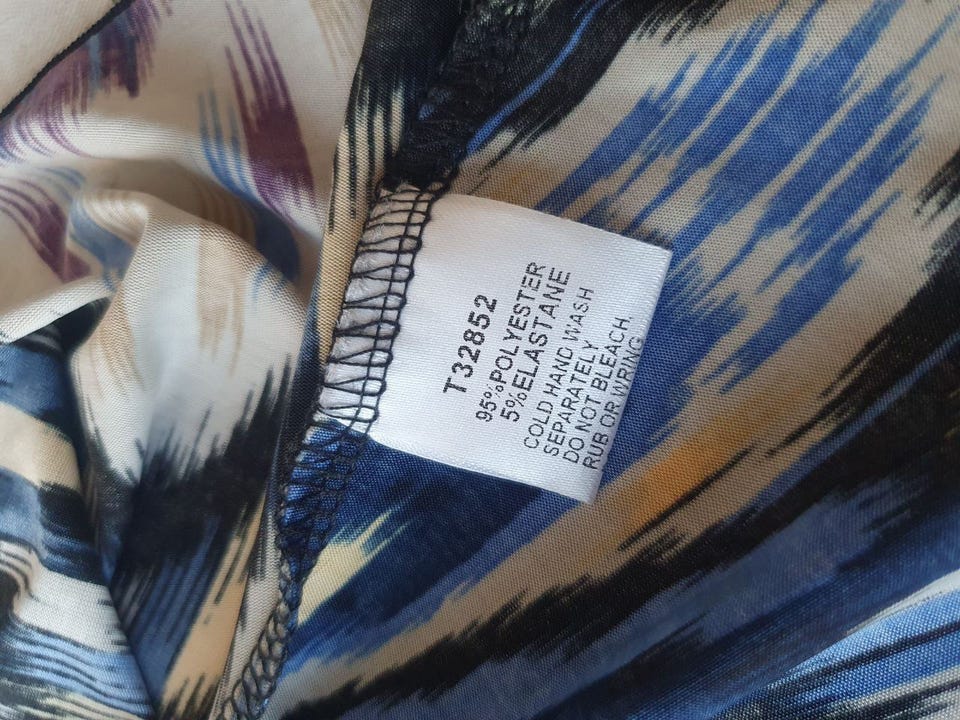 T32852
95%POLYESTER
5%ELASTANE
COLD HAND WASH
SEPARATELY
DO NOT BLEACH,
RUB OR WRING